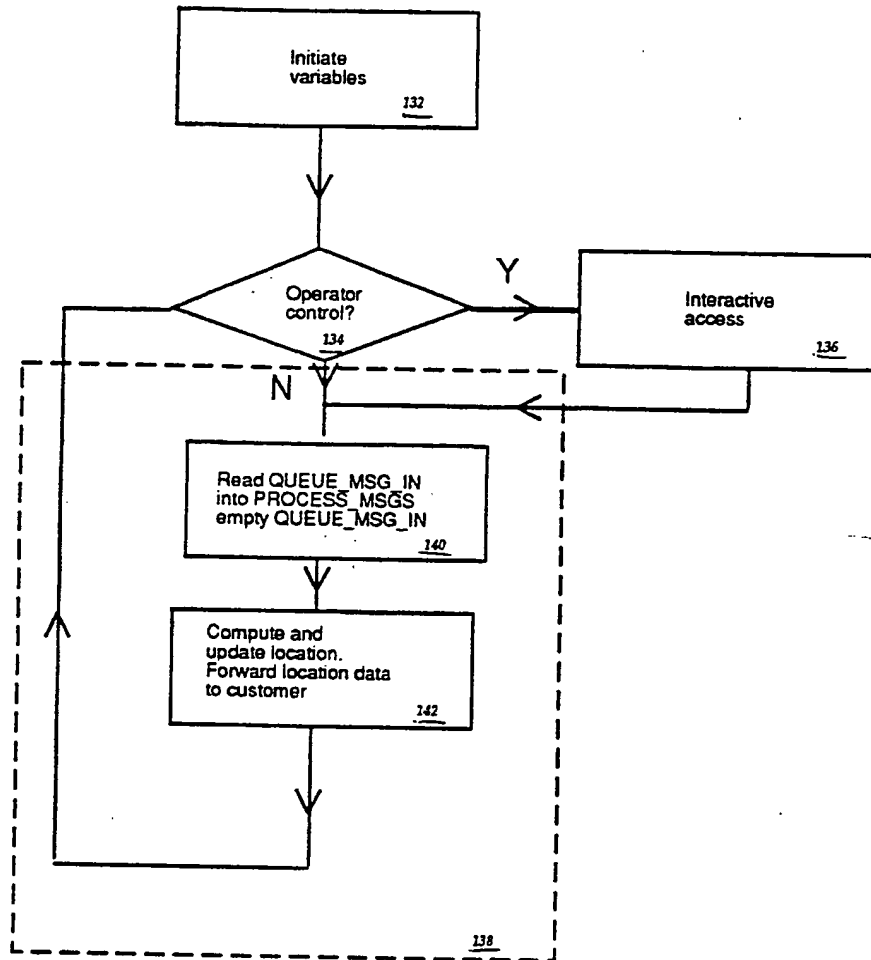 Initiate
variables
132
Operator
control?
134
Y
Interactive
access
136
N
Read QUEUE_MSG_IN
into PROCESS_MSGS
empty QUEUE_MSG_IN
140
Compute and
update location.
Forward location data
to customer
142
138